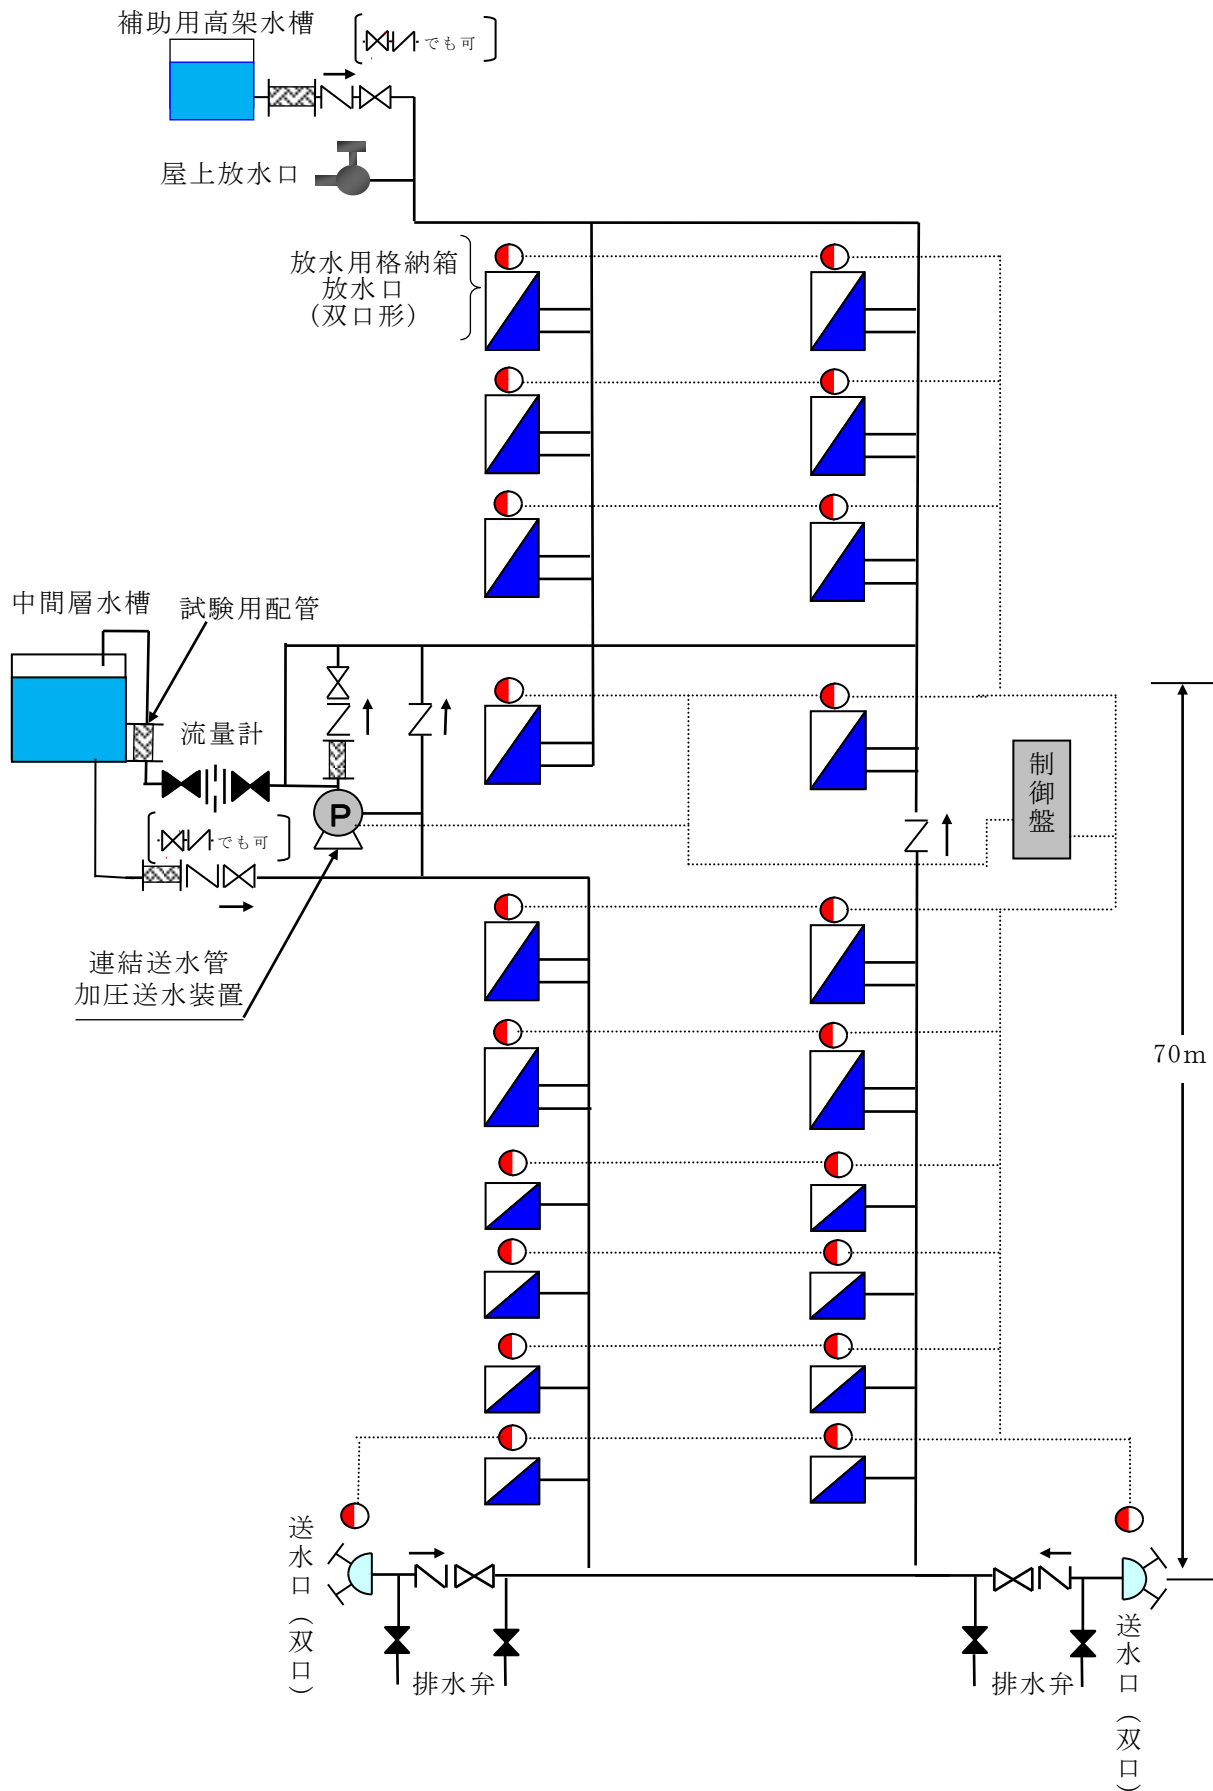 補助用高架水槽
でも可
屋上放水口
放水用格納箱
放水口
(双口形)
中間層水槽
試験用配管
流量計
制御盤
P
でも可
連結送水管
加圧送水装置
70m
送水口(双口)
送水口(双口)
排水弁
排水弁